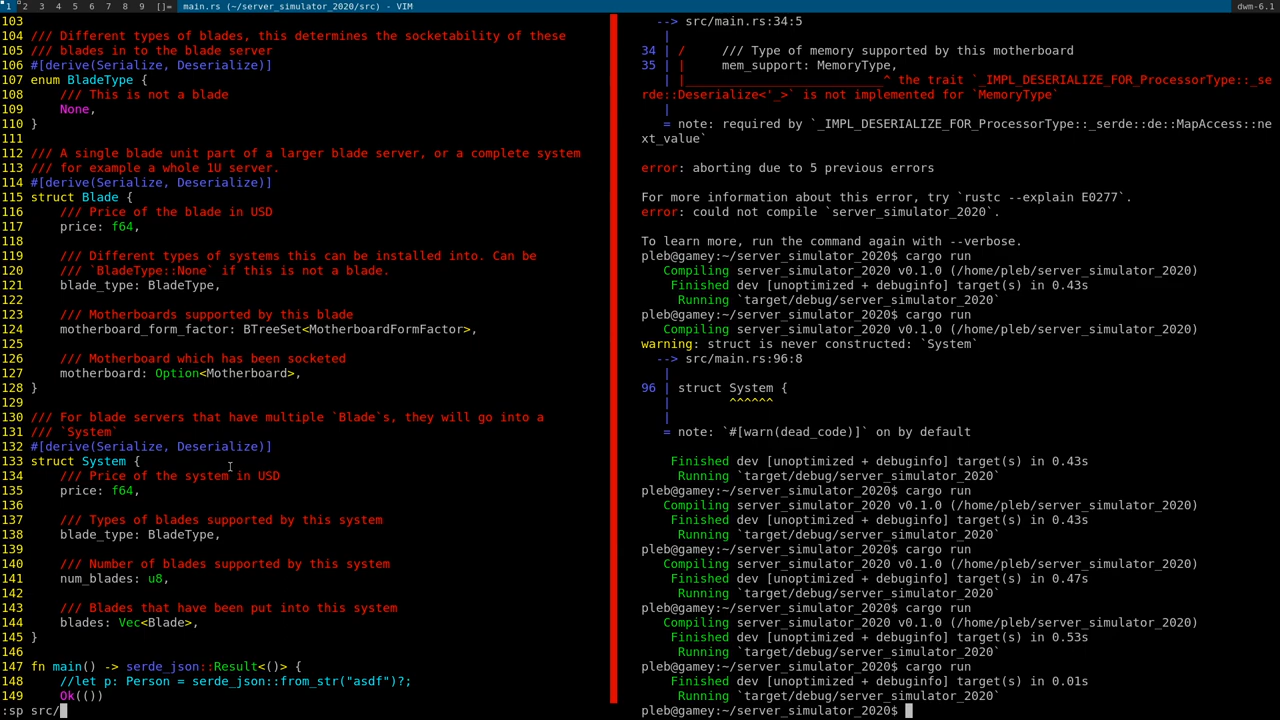 1 2 3 4 5 6 7 8 9 []= main.rs (~/server_simulator_2020/src) - VIM dwm-6.1
103
104 /// Different types of blades, this determines the socketability of these
105 /// blades in to the blade server
106 #[derive(Serialize, Deserialize)]
107 enum BladeType {
108     /// This is not a blade
109     None,
110 }
111
112 /// A single blade unit part of a larger blade server, or a complete system
113 /// for example a whole 1U server.
114 #[derive(Serialize, Deserialize)]
115 struct Blade {
116     /// Price of the blade in USD
117     price: f64,
118
119     /// Different types of systems this can be installed into. Can be
120     /// `BladeType::None` if this is not a blade.
121     blade_type: BladeType,
122
123     /// Motherboards supported by this blade
124     motherboard_form_factor: BTreeSet<MotherboardFormFactor>,
125
126     /// Motherboard which has been socketed
127     motherboard: Option<Motherboard>,
128 }
129
130 /// For blade servers that have multiple `Blade`s, they will go into a
131 /// `System`
132 #[derive(Serialize, Deserialize)]
133 struct System {
134     /// Price of the system in USD
135     price: f64,
136
137     /// Types of blades supported by this system
138     blade_type: BladeType,
139
140     /// Number of blades supported by this system
141     num_blades: u8,
142
143     /// Blades that have been put into this system
144     blades: Vec<Blade>,
145 }
146
147 fn main() -> serde_json::Result<()> {
148     //let p: Person = serde_json::from_str("asdf")?;
149     Ok(())
:sp src/
  --> src/main.rs:34:5
   |
34 | /     /// Type of memory supported by this motherboard
35 | |     mem_support: MemoryType,
   | |________________________^ the trait `_IMPL_DESERIALIZE_FOR_ProcessorType::_se
rde::Deserialize<'_>` is not implemented for `MemoryType`
   |
   = note: required by `_IMPL_DESERIALIZE_FOR_ProcessorType::_serde::de::MapAccess::ne
xt_value`
error: aborting due to 5 previous errors
For more information about this error, try `rustc --explain E0277`.
error: could not compile `server_simulator_2020`.
To learn more, run the command again with --verbose.
pleb@gamey:~/server_simulator_2020$ cargo run
   Compiling server_simulator_2020 v0.1.0 (/home/pleb/server_simulator_2020)
    Finished dev [unoptimized + debuginfo] target(s) in 0.43s
     Running `target/debug/server_simulator_2020`
pleb@gamey:~/server_simulator_2020$ cargo run
   Compiling server_simulator_2020 v0.1.0 (/home/pleb/server_simulator_2020)
warning: struct is never constructed: `System`
  --> src/main.rs:96:8
   |
96 | struct System {
   |        ^^^^^^
   |
   = note: `#[warn(dead_code)]` on by default
    Finished dev [unoptimized + debuginfo] target(s) in 0.43s
     Running `target/debug/server_simulator_2020`
pleb@gamey:~/server_simulator_2020$ cargo run
   Compiling server_simulator_2020 v0.1.0 (/home/pleb/server_simulator_2020)
    Finished dev [unoptimized + debuginfo] target(s) in 0.43s
     Running `target/debug/server_simulator_2020`
pleb@gamey:~/server_simulator_2020$ cargo run
   Compiling server_simulator_2020 v0.1.0 (/home/pleb/server_simulator_2020)
    Finished dev [unoptimized + debuginfo] target(s) in 0.47s
     Running `target/debug/server_simulator_2020`
pleb@gamey:~/server_simulator_2020$ cargo run
   Compiling server_simulator_2020 v0.1.0 (/home/pleb/server_simulator_2020)
    Finished dev [unoptimized + debuginfo] target(s) in 0.53s
     Running `target/debug/server_simulator_2020`
pleb@gamey:~/server_simulator_2020$ cargo run
    Finished dev [unoptimized + debuginfo] target(s) in 0.01s
     Running `target/debug/server_simulator_2020`
pleb@gamey:~/server_simulator_2020$